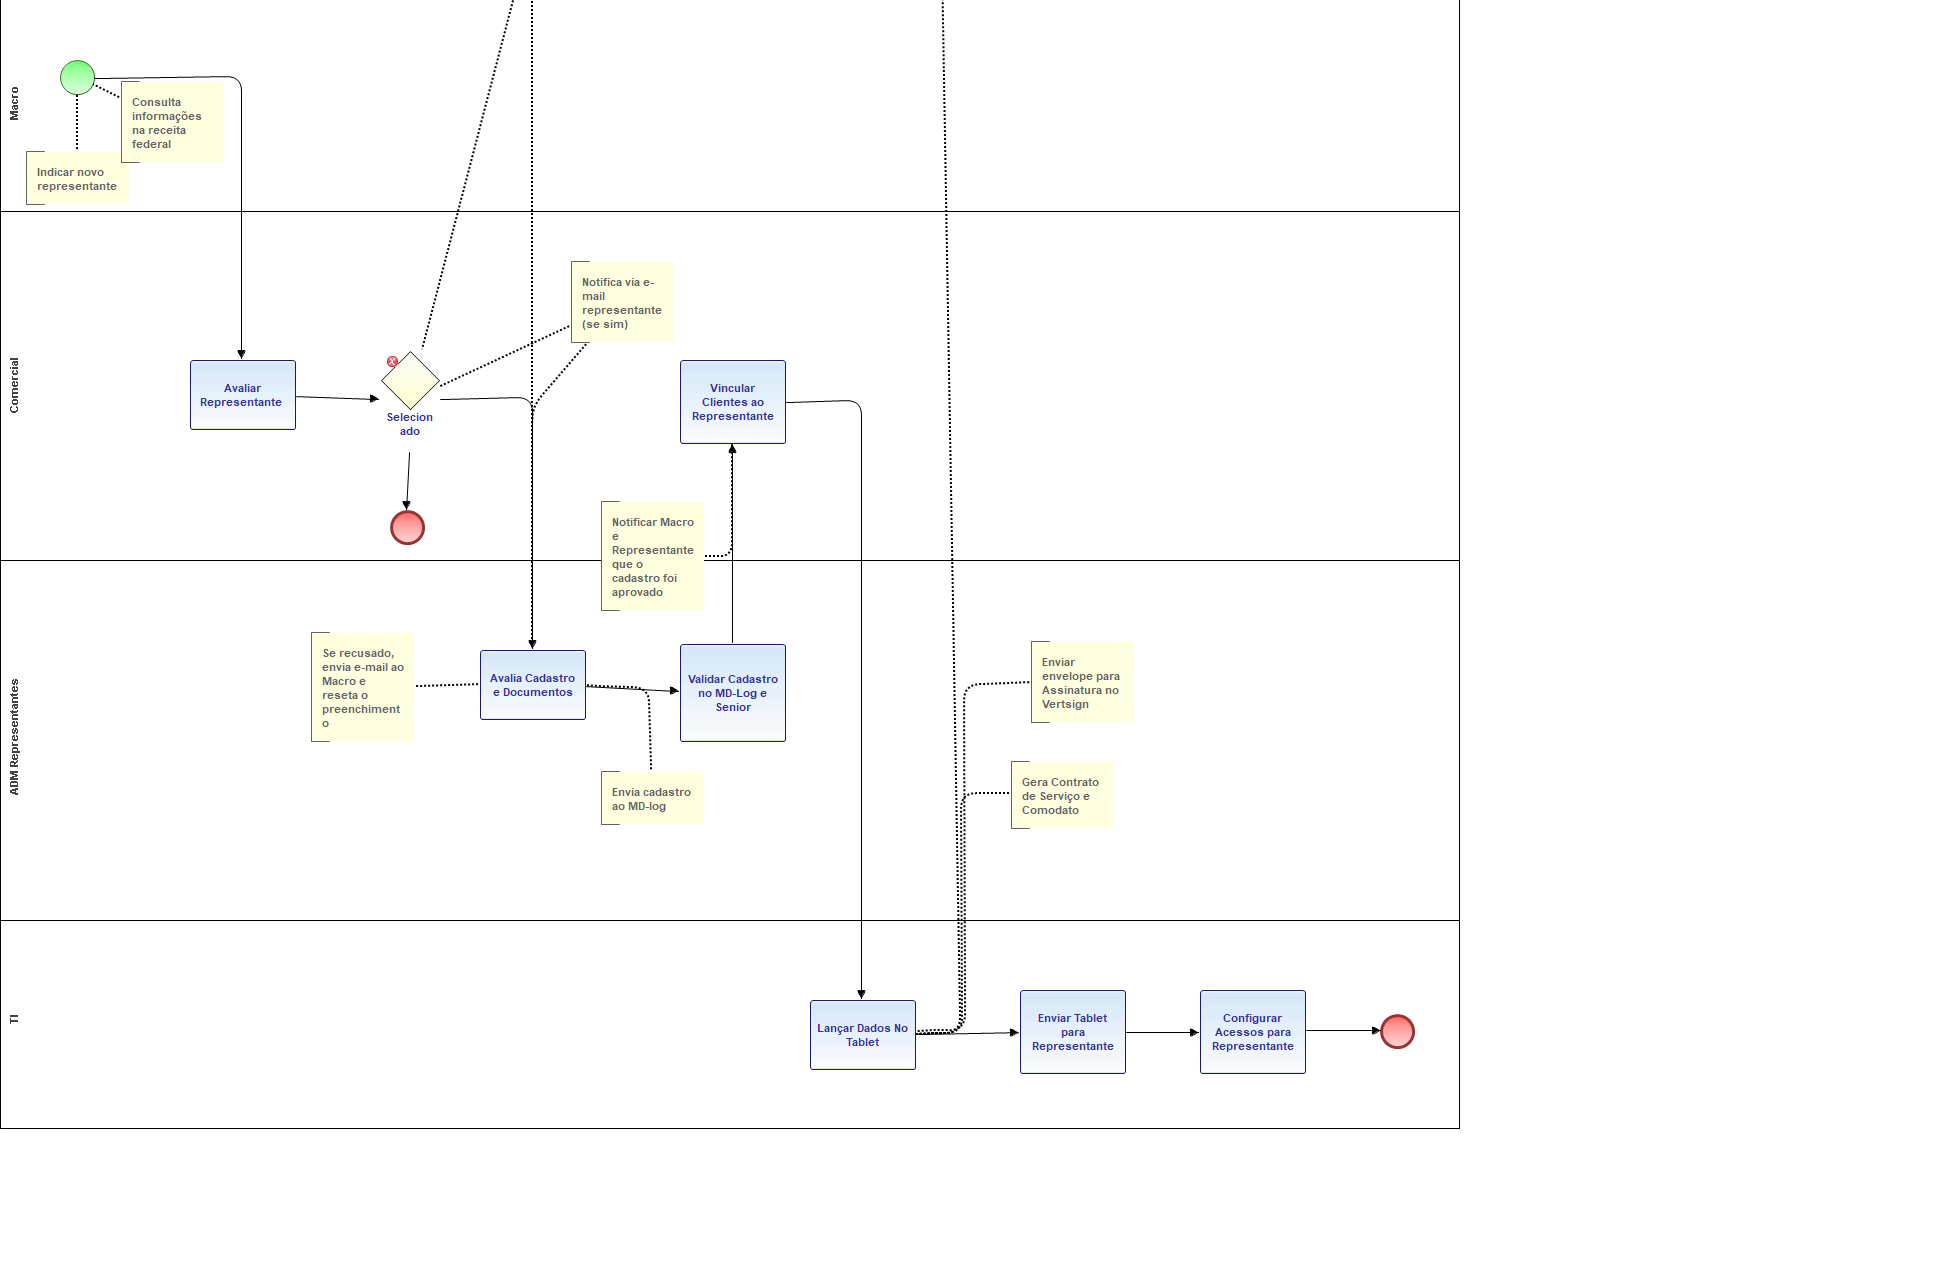 Macro
Consulta
informações
na receita
federal
Indicar novo
representante
Comercial
Notifica via e-
mail
representante
(se sim)
Avaliar
Representante
X
Selecion
ado
Vincular
Clientes ao
Representante
Notificar Macro
e
Representante
que o
cadastro foi
aprovado
ADM Representantes
Se recusado,
envia e-mail ao
Macro e
reseta o
preenchiment
o
Avalia Cadastro
e Documentos
Validar Cadastro
no MD-Log e
Senior
Envia cadastro
ao MD-log
Enviar
envelope para
Assinatura no
Vertsign
Gera Contrato
de Serviço e
Comodato
TI
Lançar Dados No
Tablet
Enviar Tablet
para
Representante
Configurar
Acessos para
Representante